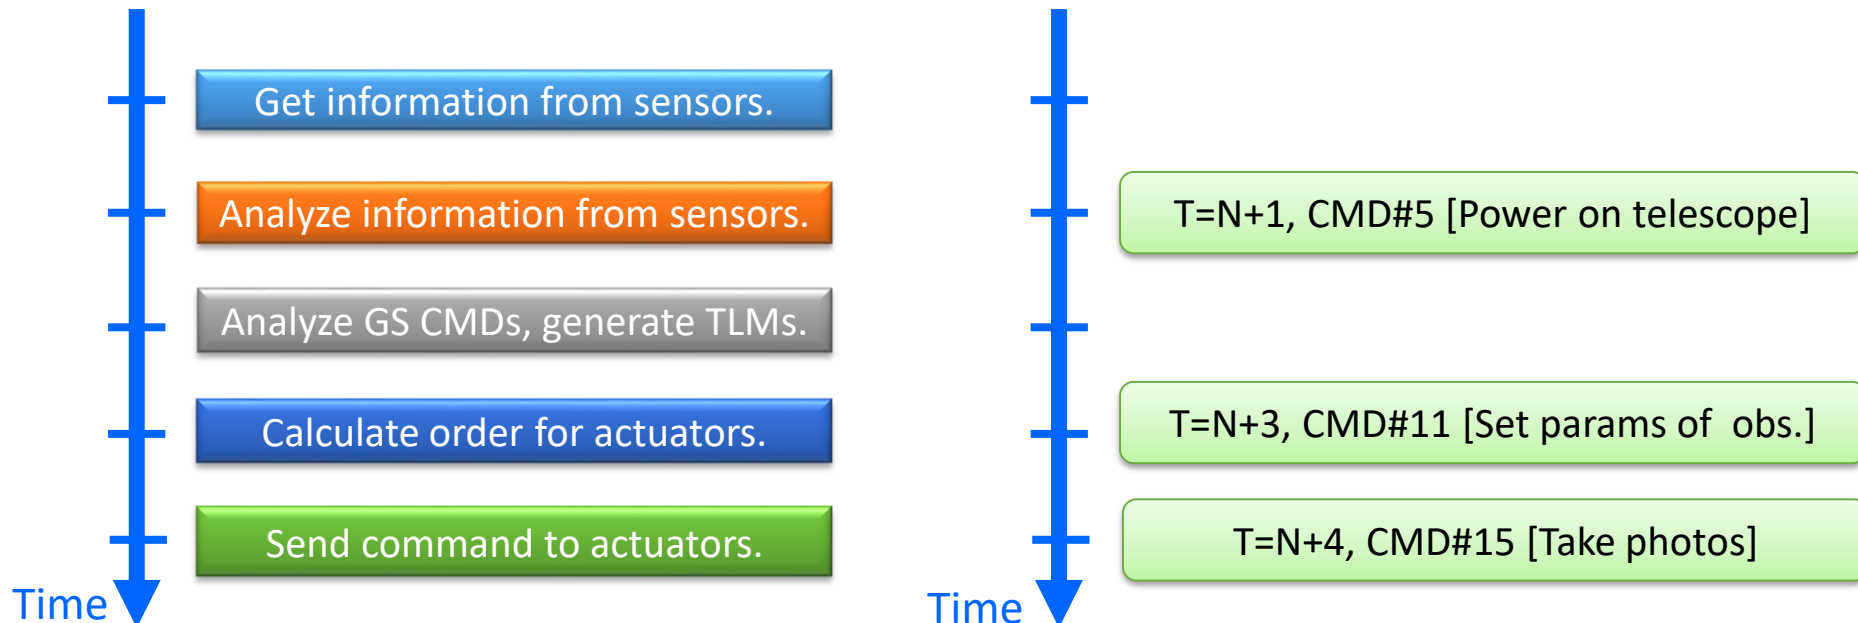 Get information from sensors.
Analyze information from sensors.
Analyze GS CMDs, generate TLMs.
Calculate order for actuators.
Send command to actuators.
Time
T=N+1, CMD#5 [Power on telescope]
T=N+3, CMD#11 [Set params of  obs.]
T=N+4, CMD#15 [Take photos]
Time